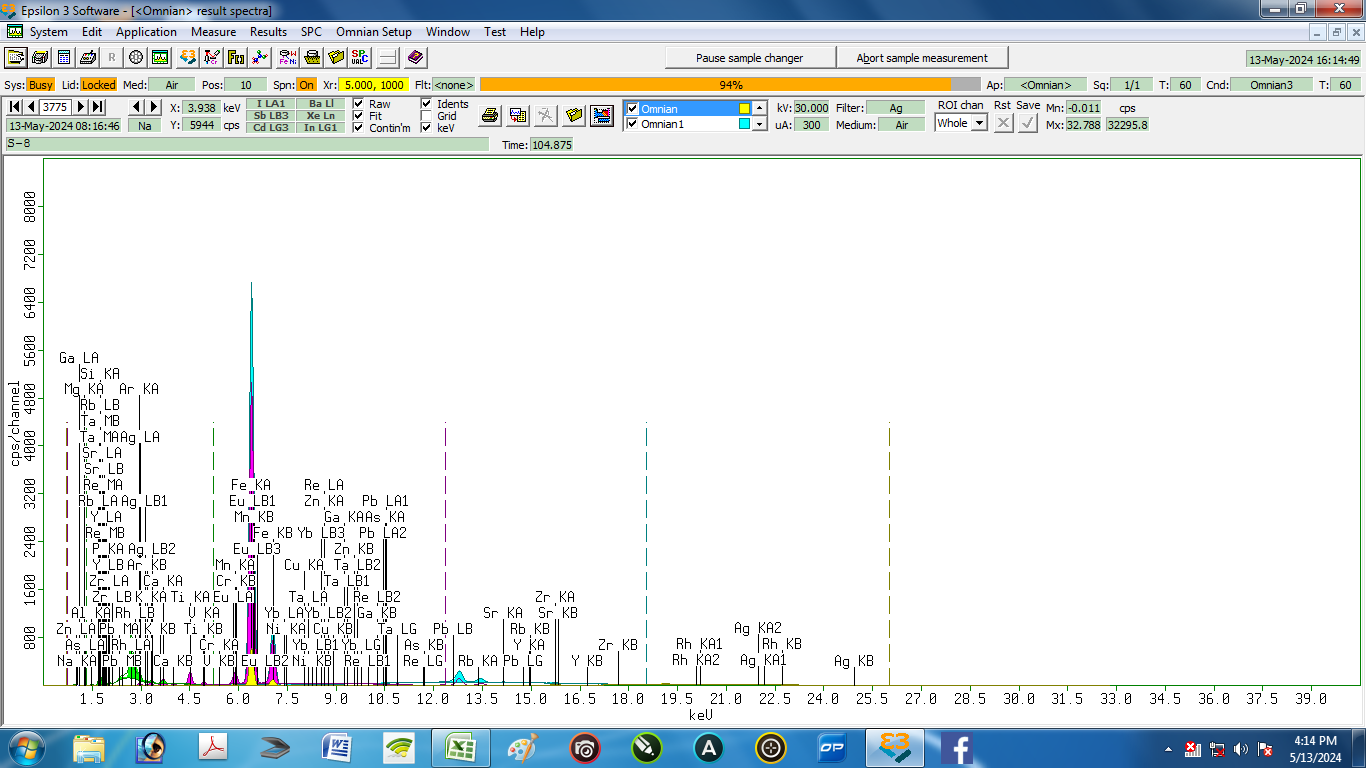 Epsilon 3 Software - [<Omnian> result spectra]
System Edit Application Measure Results SPC Omnian Setup Window Test Help
Pause sample changer Abort sample measurement 13-May-2024 16:14:49
Sys: Busy Lid: Locked Med: Air Pos: 10 Spn: On Xr: 5.000, 1000 Flt: <none> 94% Ap: <Omnian> Sq: 1/1 T: 60 Cnd: Omnian3 T: 60
3775 X: 3.938 keV I LA1 Ba Ll Raw Idents Omnian kV: 30.000 Filter: Ag ROI chan Rst Save Mn: -0.011 cps
13-May-2024 08:16:46 Na Y: 5944 cps Sb LB3 Xe Ln Fit Grid Omnian1 uA: 300 Medium: Air Whole Mx: 32.788 32295.8
Cd LG3 In LG1 Contin'm keV
S-8 Time: 104.875
8000
7200
6400
5600
4800
4000
3200
2400
1600
800
cps/channel
Ga LA
Si KA
Mg KA Ar KA
Rb LB
Ta MB
Ta MA Ag LA
Sr LA
Sr LB
Re MA Fe KA Re LA
Rb LA Ag LB1 Eu LB1 Zn KA Pb LA1
Y LA Mn KB Ga KA As KA
Re MB Fe KB Yb LB3 Pb LA2
P KA Ag LB2 Eu LB3 Zn KB
Y LB Ar KB Mn KA Cu KA Ta LB2
Zr LA Ca KA Cr KB Ta LB1
Zr LB K KA Ti KA Eu LA Ta LA Re LB2 Zr KA
Al KA Rh LB V KA Yb LA Yb LB2 Ga KB Sr KA Sr KB
Zn LA Pb MA K KB Ti KB Ni KA Cu KB Ta LG Pb LB Rb KB Ag KA2
As LA Rh LA Cr KA Yb LB1 Yb LG As KB Y KA Zr KB Rh KA1 Rh KB
Na KA Pb MB Ca KB V KB Eu LB2 Ni KB Re LB1 Re LG Rb KA Pb LG Y KB Rh KA2 Ag KA1 Ag KB
1.5 3.0 4.5 6.0 7.5 9.0 10.5 12.0 13.5 15.0 16.5 18.0 19.5 21.0 22.5 24.0 25.5 27.0 28.5 30.0 31.5 33.0 34.5 36.0 37.5 39.0
keV
4:14 PM
5/13/2024